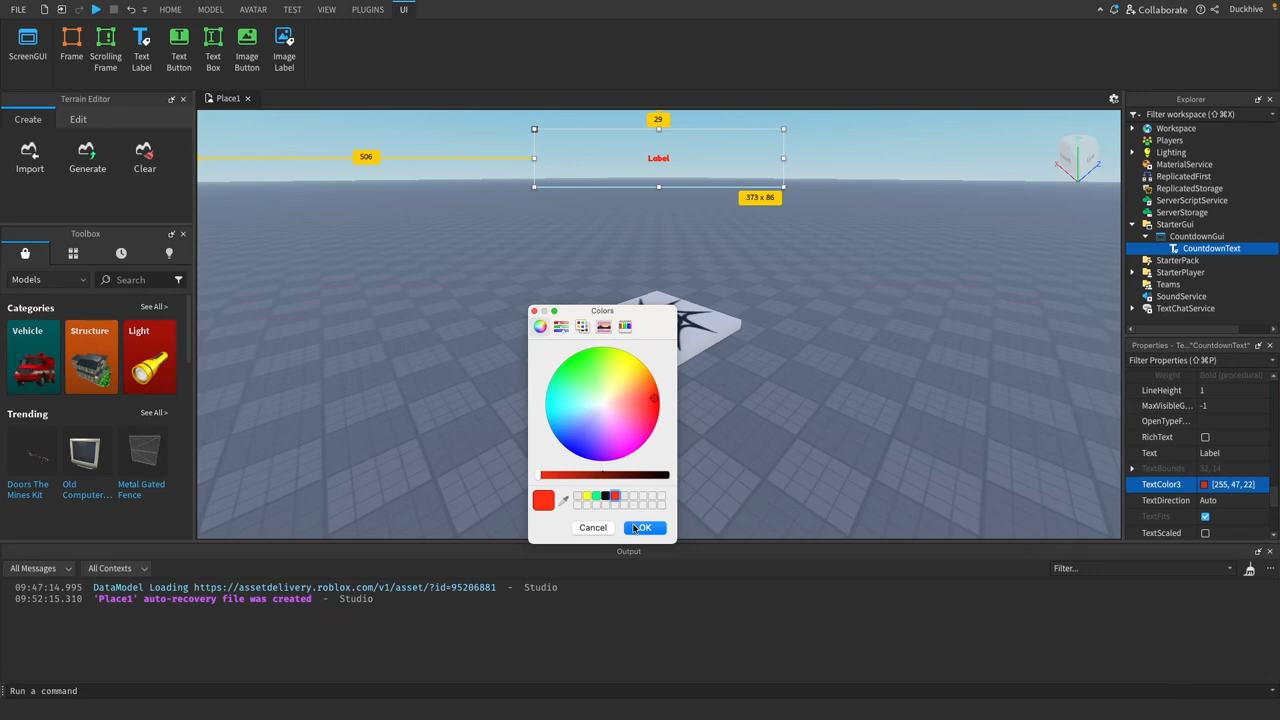 FILE HOME MODEL AVATAR TEST VIEW PLUGINS UI Collaborate Duckhive
ScreenGUI Frame Scrolling Frame Text Label Text Button Text Box Image Button Image Label
Terrain Editor
Create Edit
Import Generate Clear
Toolbox
Models Search
Categories See All >
Vehicle Structure Light
Trending See All >
Doors The Mines Kit
Old Computer...
Metal Gated Fence
Place1
29
506
Label
373 x 86
Colors
Cancel OK
Explorer
Filter workspace (⇧⌘X)
Workspace
Players
Lighting
MaterialService
ReplicatedFirst
ReplicatedStorage
ServerScriptService
ServerStorage
StarterGui
CountdownGui
CountdownText
StarterPack
StarterPlayer
Teams
SoundService
TextChatService
Properties - Te..."CountdownText"
Filter Properties (⇧⌘P)
Weight Bold (procedural)
LineHeight 1
MaxVisibleG... -1
OpenTypeF...
RichText
Text Label
TextBounds 32, 14
TextColor3 [255, 47, 22]
TextDirection Auto
TextFits
TextScaled
Output
All Messages All Contexts Filter...
09:47:14.995 DataModel Loading https://assetdelivery.roblox.com/v1/asset/?id=95206881 - Studio
09:52:15.310 'Place1' auto-recovery file was created - Studio
Run a command